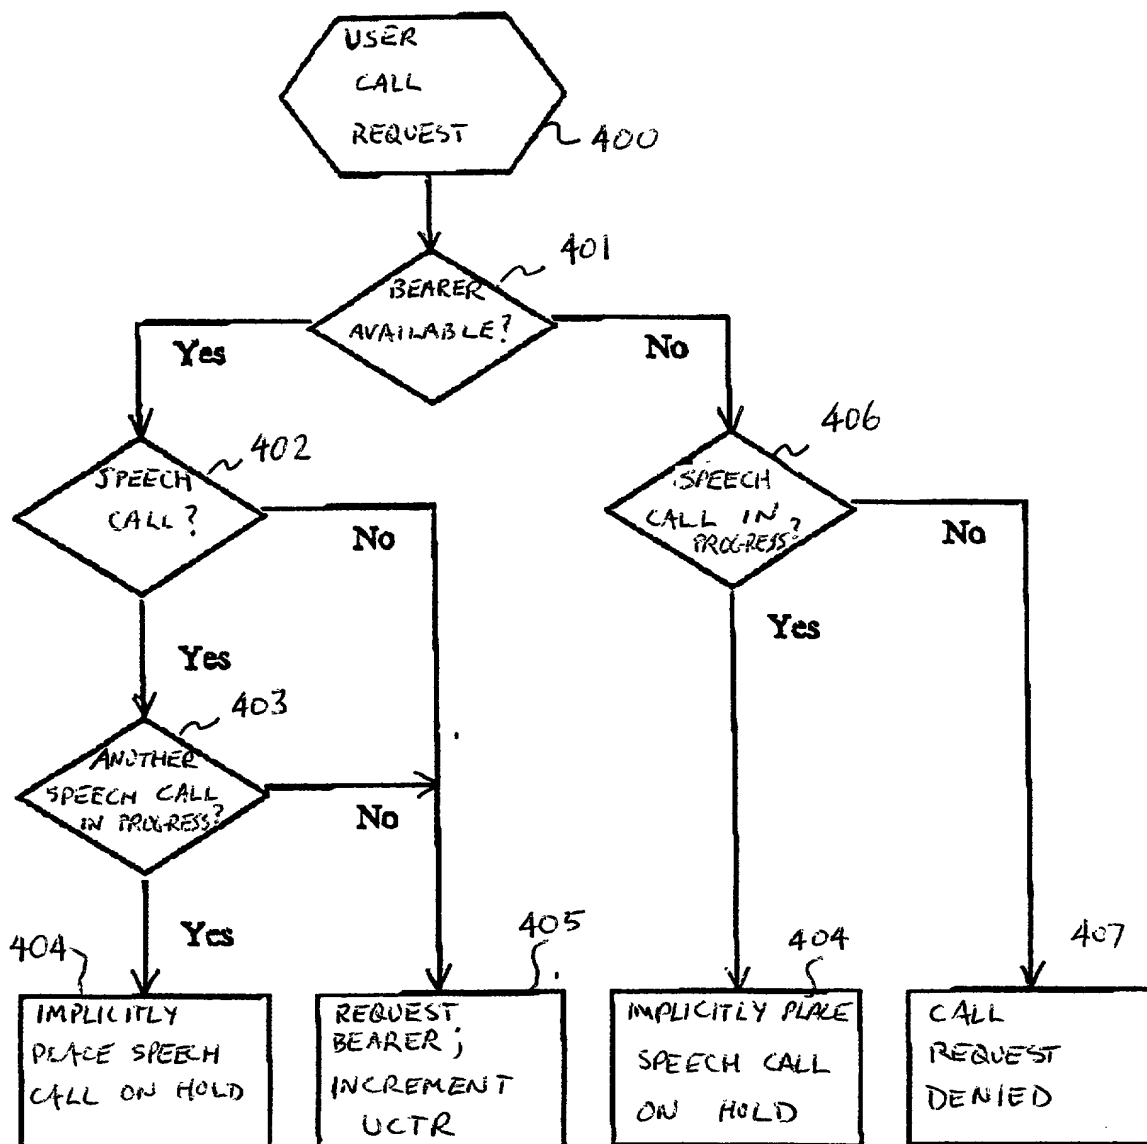 USER
CALL
REQUEST
400
401
BEARER
AVAILABLE?
Yes
No
402
SPEECH
CALL?
No
Yes
406
SPEECH
CALL IN
PROGRESS?
No
Yes
403
ANOTHER
SPEECH CALL
IN PROGRESS?
No
Yes
404
IMPLICITLY
PLACE SPEECH
CALL ON HOLD
405
REQUEST
BEARER;
INCREMENT
UCTR
404
IMPLICITLY PLACE
SPEECH CALL
ON HOLD
407
CALL
REQUEST
DENIED